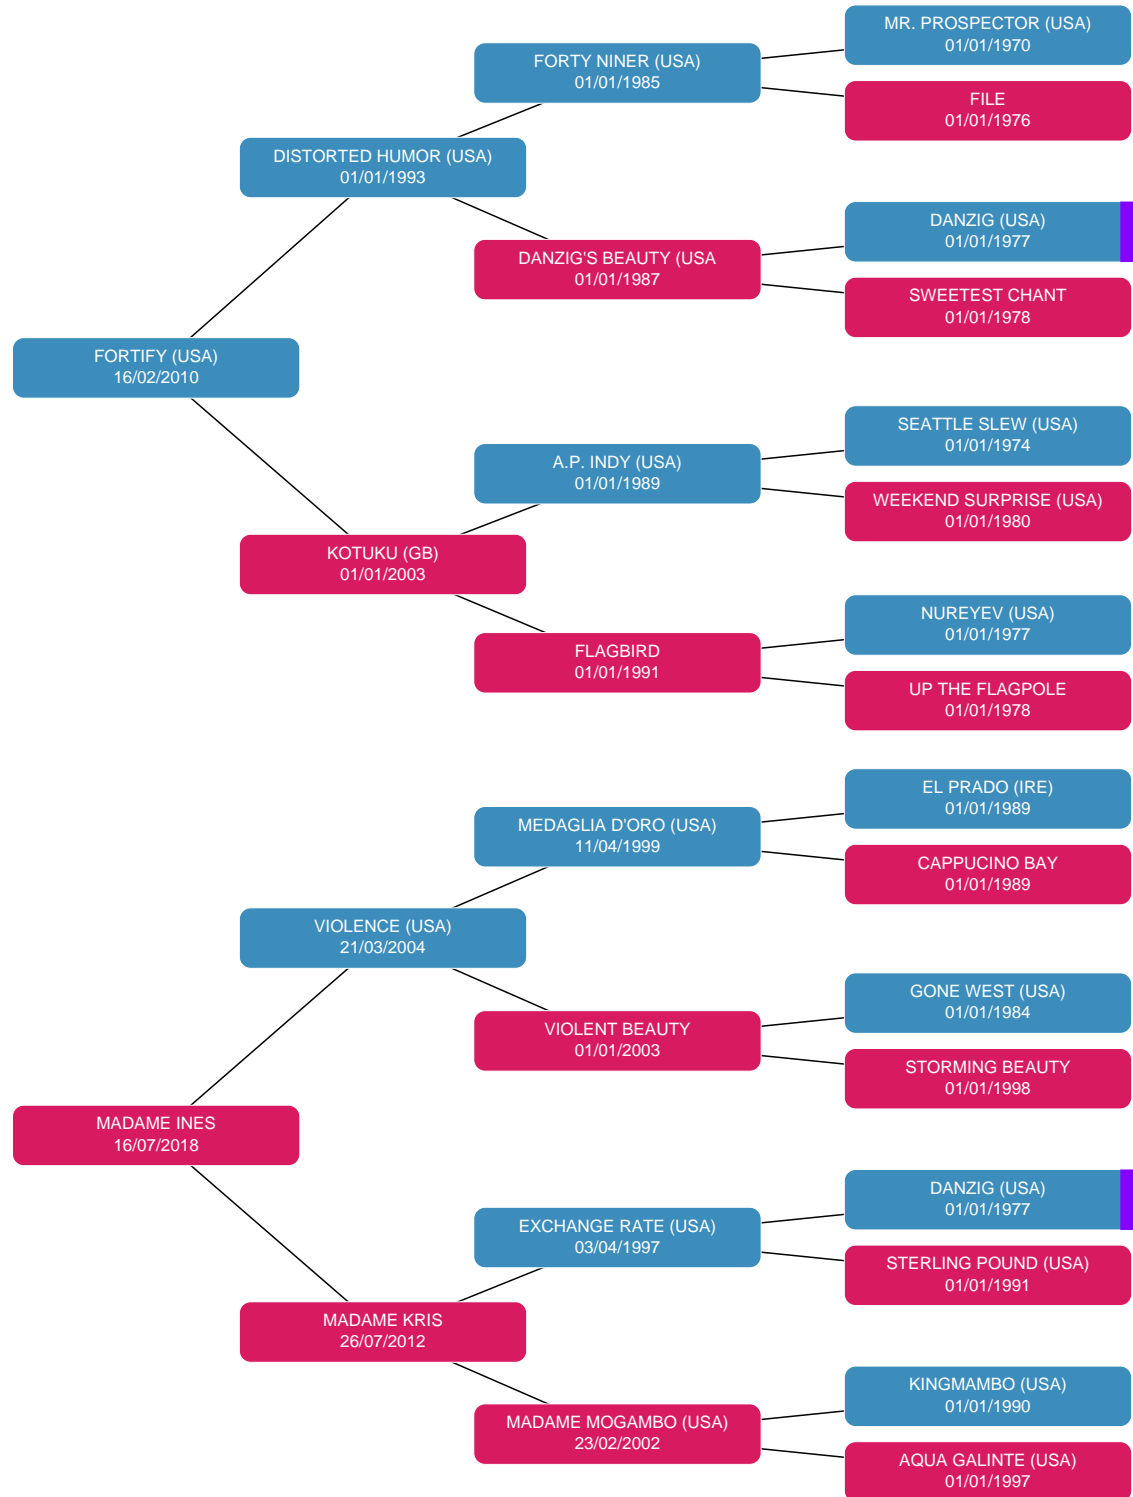 MR. PROSPECTOR (USA)
01/01/1970
FORTY NINER (USA)
01/01/1985
FILE
01/01/1976
DISTORTED HUMOR (USA)
01/01/1993
DANZIG (USA)
01/01/1977
DANZIG'S BEAUTY (USA
01/01/1987
SWEETEST CHANT
01/01/1978
FORTIFY (USA)
16/02/2010
SEATTLE SLEW (USA)
01/01/1974
A.P. INDY (USA)
01/01/1989
WEEKEND SURPRISE (USA)
01/01/1980
KOTUKU (GB)
01/01/2003
NUREYEV (USA)
01/01/1977
FLAGBIRD
01/01/1991
UP THE FLAGPOLE
01/01/1978
EL PRADO (IRE)
01/01/1989
MEDAGLIA D'ORO (USA)
11/04/1999
CAPPUCINO BAY
01/01/1989
VIOLENCE (USA)
21/03/2004
GONE WEST (USA)
01/01/1984
VIOLENT BEAUTY
01/01/2003
STORMING BEAUTY
01/01/1998
MADAME INES
16/07/2018
DANZIG (USA)
01/01/1977
EXCHANGE RATE (USA)
03/04/1997
STERLING POUND (USA)
01/01/1991
MADAME KRIS
26/07/2012
KINGMAMBO (USA)
01/01/1990
MADAME MOGAMBO (USA)
23/02/2002
AQUA GALINTE (USA)
01/01/1997